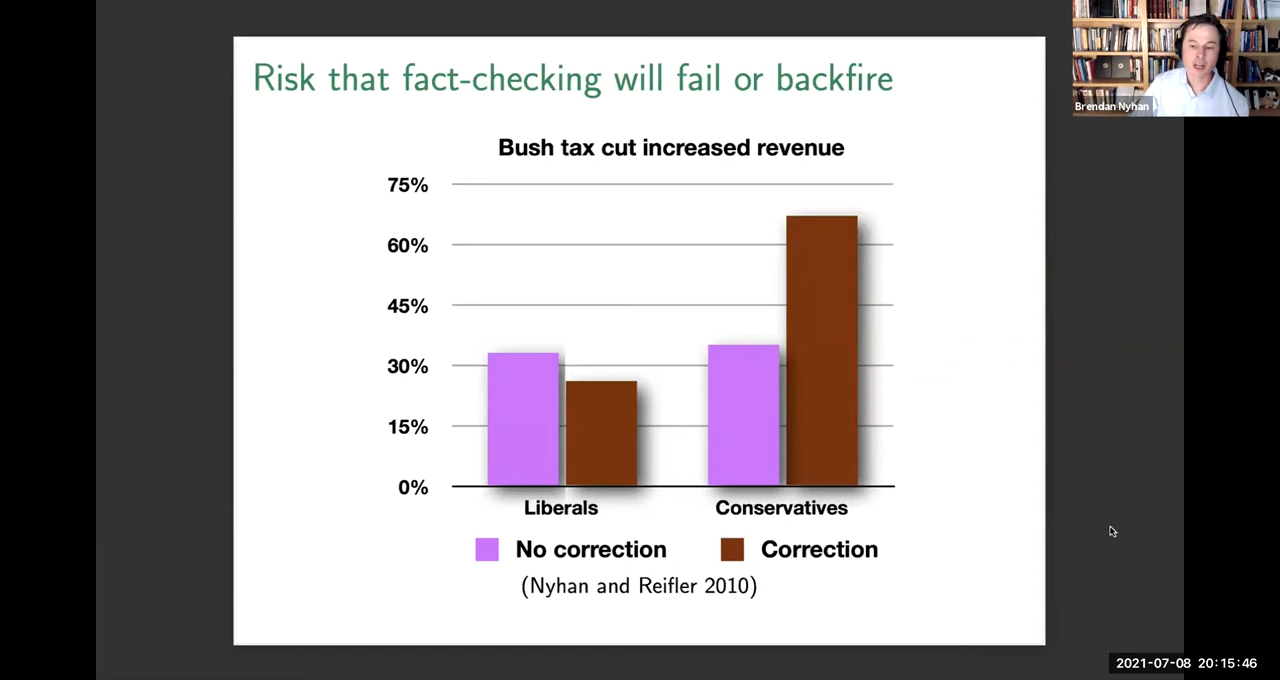 Risk that fact-checking will fail or backfire
Brendan Nyhan
Bush tax cut increased revenue
75%
60%
45%
30%
15%
0%
Liberals Conservatives
No correction Correction
(Nyhan and Reifler 2010)
2021-07-08 20:15:46